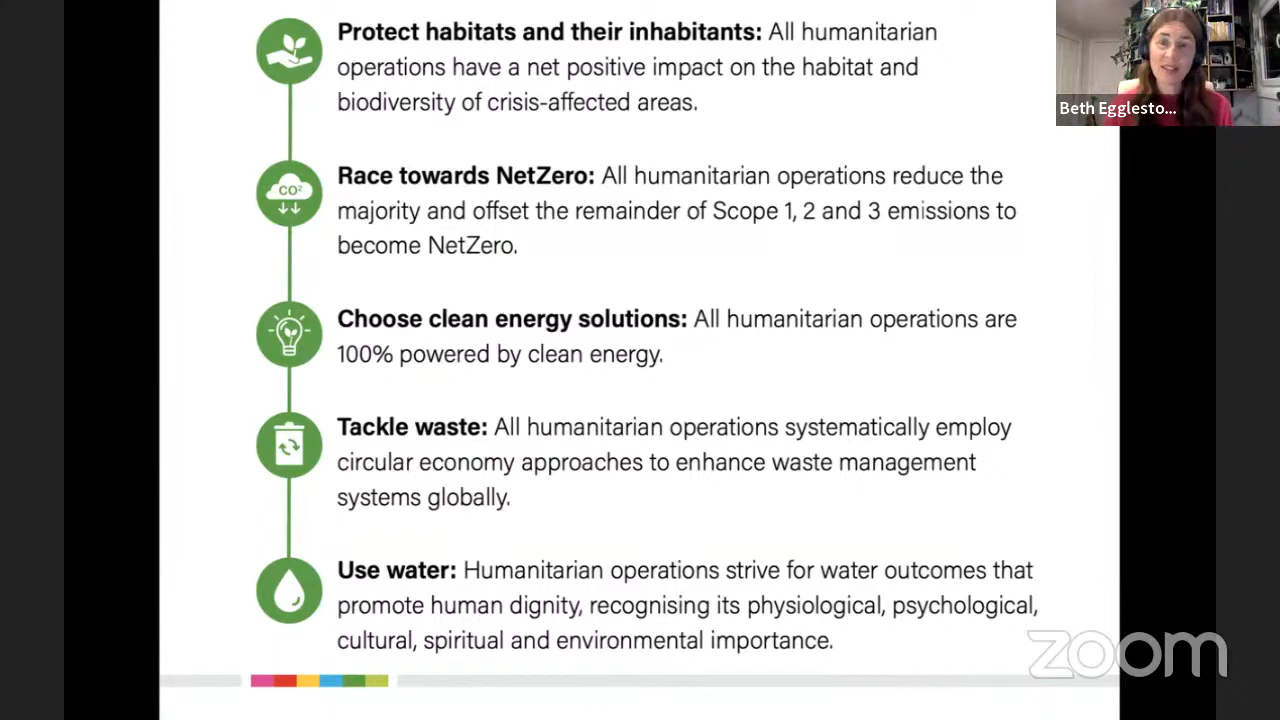 Protect habitats and their inhabitants: All humanitarian
operations have a net positive impact on the habitat and
biodiversity of crisis-affected areas.
CO²
Race towards NetZero: All humanitarian operations reduce the
majority and offset the remainder of Scope 1, 2 and 3 emissions to
become NetZero.
Choose clean energy solutions: All humanitarian operations are
100% powered by clean energy.
Tackle waste: All humanitarian operations systematically employ
circular economy approaches to enhance waste management
systems globally.
Use water: Humanitarian operations strive for water outcomes that
promote human dignity, recognising its physiological, psychological,
cultural, spiritual and environmental importance.
Beth Egglesto...
zoom